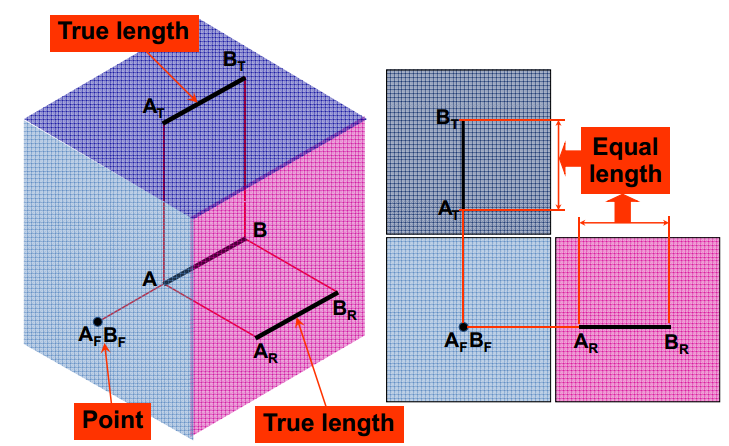 True length
B_T
A_T
B
A
A_F B_F
B_R
A_R
Point
True length
B_T
Equal
length
A_T
A_F B_F
A_R
B_R